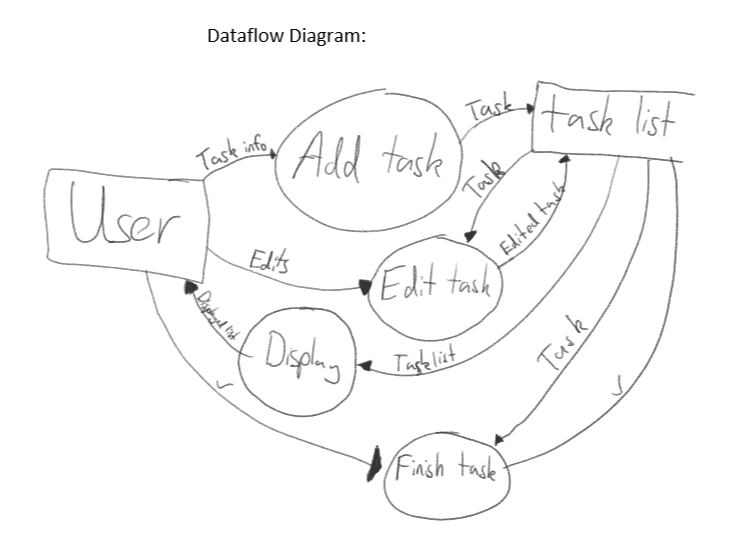 Dataflow Diagram:
Task
task list
Task info
Add task
Task
User
Edited task
Edits
Edit task
Displayed list
Display
Tasklist
Task
Finish task